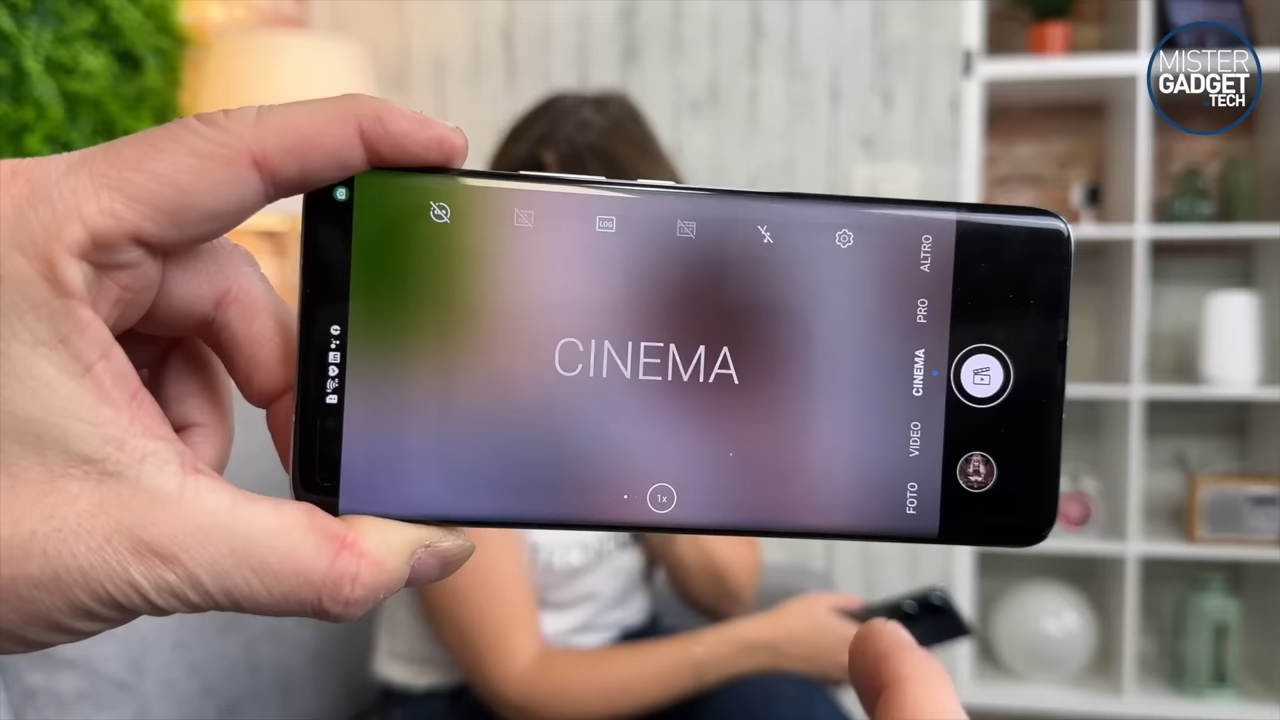 MISTER
GADGET
.TECH
LOG
CINEMA
1x
ALTRO
PRO
CINEMA
VIDEO
FOTO